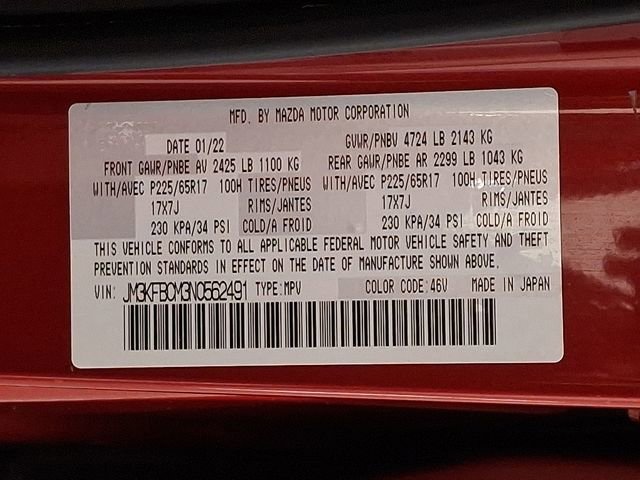 MFD. BY MAZDA MOTOR CORPORATION
DATE 01/22 GVWR/PNBV 4724 LB 2143 KG
FRONT GAWR/PNBE AV 2425 LB 1100 KG REAR GAWR/PNBE AR 2299 LB 1043 KG
WITH/AVEC P225/65R17 100H TIRES/PNEUS WITH/AVEC P225/65R17 100H TIRES/PNEUS
17X7J RIMS/JANTES 17X7J RIMS/JANTES
230 KPA/34 PSI COLD/A FROID 230 KPA/34 PSI COLD/A FROID
THIS VEHICLE CONFORMS TO ALL APPLICABLE FEDERAL MOTOR VEHICLE SAFETY AND THEFT
PREVENTION STANDARDS IN EFFECT ON THE DATE OF MANUFACTURE SHOWN ABOVE.
VIN: JM3KFBCM3N0562491 TYPE:MPV COLOR CODE:46V MADE IN JAPAN